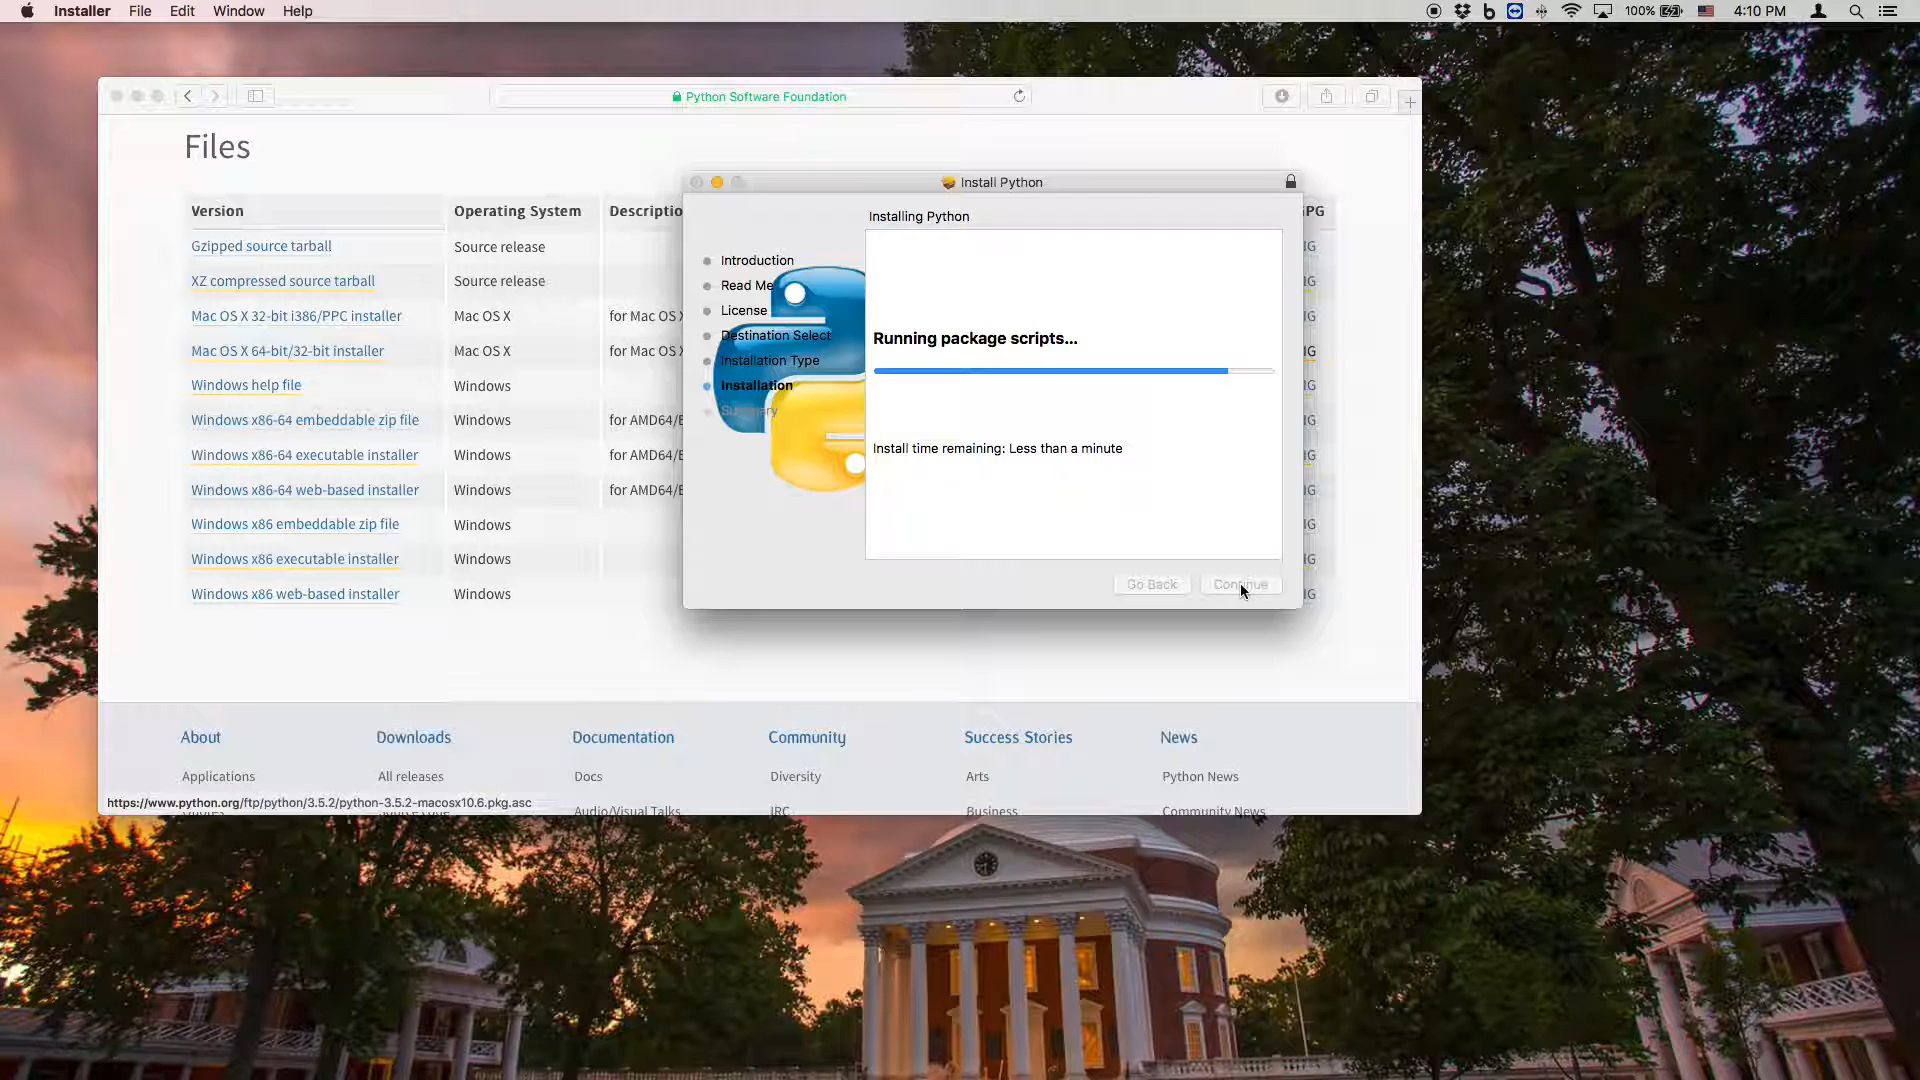 Installer File Edit Window Help
100% 4:10 PM
Python Software Foundation
Files
Version Operating System Descriptio
Gzipped source tarball Source release
XZ compressed source tarball Source release
Mac OS X 32-bit i386/PPC installer Mac OS X for Mac OS X
Mac OS X 64-bit/32-bit installer Mac OS X for Mac OS X
Windows help file Windows
Windows x86-64 embeddable zip file Windows for AMD64/E
Windows x86-64 executable installer Windows for AMD64/E
Windows x86-64 web-based installer Windows for AMD64/E
Windows x86 embeddable zip file Windows
Windows x86 executable installer Windows
Windows x86 web-based installer Windows
Install Python
Installing Python
Introduction
Read Me
License
Destination Select
Installation Type
Installation
Summary
Running package scripts...
Install time remaining: Less than a minute
Go Back Continue
About Downloads Documentation Community Success Stories News
Applications All releases Docs Diversity Arts Python News
Audio/Visual Talks IRC Business Community News
https://www.python.org/ftp/python/3.5.2/python-3.5.2-macosx10.6.pkg.asc